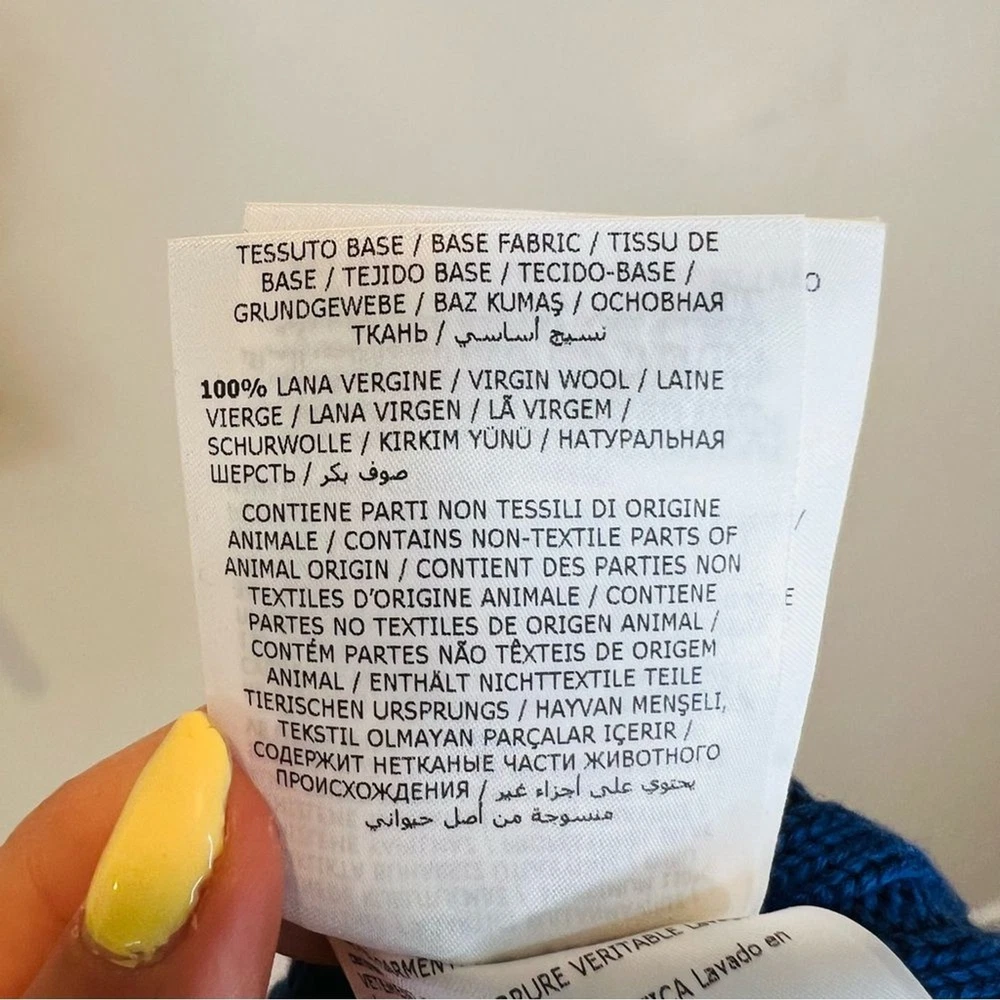 TESSUTO BASE / BASE FABRIC / TISSU DE
BASE / TEJIDO BASE / TECIDO-BASE /
GRUNDGEWEBE / BAZ KUMAŞ / ОСНОВНАЯ
ТКАНЬ / نسيج أساسي
100% LANA VERGINE / VIRGIN WOOL / LAINE
VIERGE / LANA VIRGEN / LÃ VIRGEM /
SCHURWOLLE / KIRKIM YÜNÜ / НАТУРАЛЬНАЯ
ШЕРСТЬ / صوف بكر
CONTIENE PARTI NON TESSILI DI ORIGINE
ANIMALE / CONTAINS NON-TEXTILE PARTS OF
ANIMAL ORIGIN / CONTIENT DES PARTIES NON
TEXTILES D'ORIGINE ANIMALE / CONTIENE
PARTES NO TEXTILES DE ORIGEN ANIMAL /
CONTÉM PARTES NÃO TÊXTEIS DE ORIGEM
ANIMAL / ENTHÄLT NICHTTEXTILE TEILE
TIERISCHEN URSPRUNGS / HAYVAN MENŞELİ,
TEKSTIL OLMAYAN PARÇALAR IÇERIR /
СОДЕРЖИТ НЕТКАНЫЕ ЧАСТИ ЖИВОТНОГО
ПРОИСХОЖДЕНИЯ / يحتوي على أجزاء غير
منسوجة من أصل حيواني
VERITABLE
Lavado en